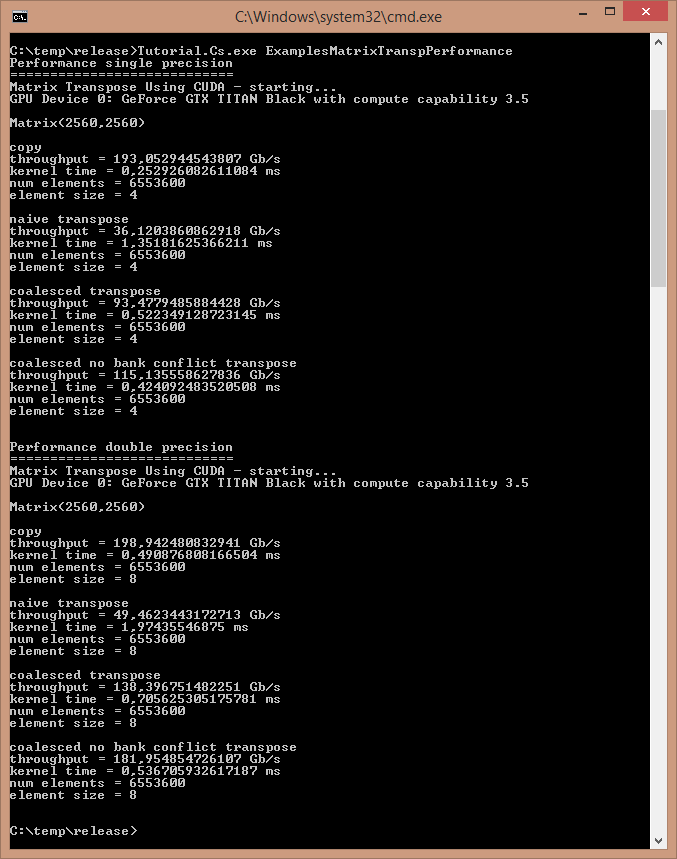 C:\Windows\system32\cmd.exe
C:\temp\release>Tutorial.Cs.exe ExamplesMatrixTranspPerformance
Performance single precision
============================
Matrix Transpose Using CUDA - starting...
GPU Device 0: GeForce GTX TITAN Black with compute capability 3.5
Matrix(2560,2560)
copy
throughput = 193,052944543807 Gb/s
kernel time = 0,252926082611084 ms
num elements = 6553600
element size = 4
naive transpose
throughput = 36,1203860862918 Gb/s
kernel time = 1,35181625366211 ms
num elements = 6553600
element size = 4
coalesced transpose
throughput = 93,4779485884428 Gb/s
kernel time = 0,522349128723145 ms
num elements = 6553600
element size = 4
coalesced no bank conflict transpose
throughput = 115,135558627836 Gb/s
kernel time = 0,424092483520508 ms
num elements = 6553600
element size = 4
Performance double precision
============================
Matrix Transpose Using CUDA - starting...
GPU Device 0: GeForce GTX TITAN Black with compute capability 3.5
Matrix(2560,2560)
copy
throughput = 198,942480832941 Gb/s
kernel time = 0,490876808166504 ms
num elements = 6553600
element size = 8
naive transpose
throughput = 49,4623443172713 Gb/s
kernel time = 1,97435546875 ms
num elements = 6553600
element size = 8
coalesced transpose
throughput = 138,396751482251 Gb/s
kernel time = 0,705625305175781 ms
num elements = 6553600
element size = 8
coalesced no bank conflict transpose
throughput = 181,954854726107 Gb/s
kernel time = 0,536705932617187 ms
num elements = 6553600
element size = 8
C:\temp\release>